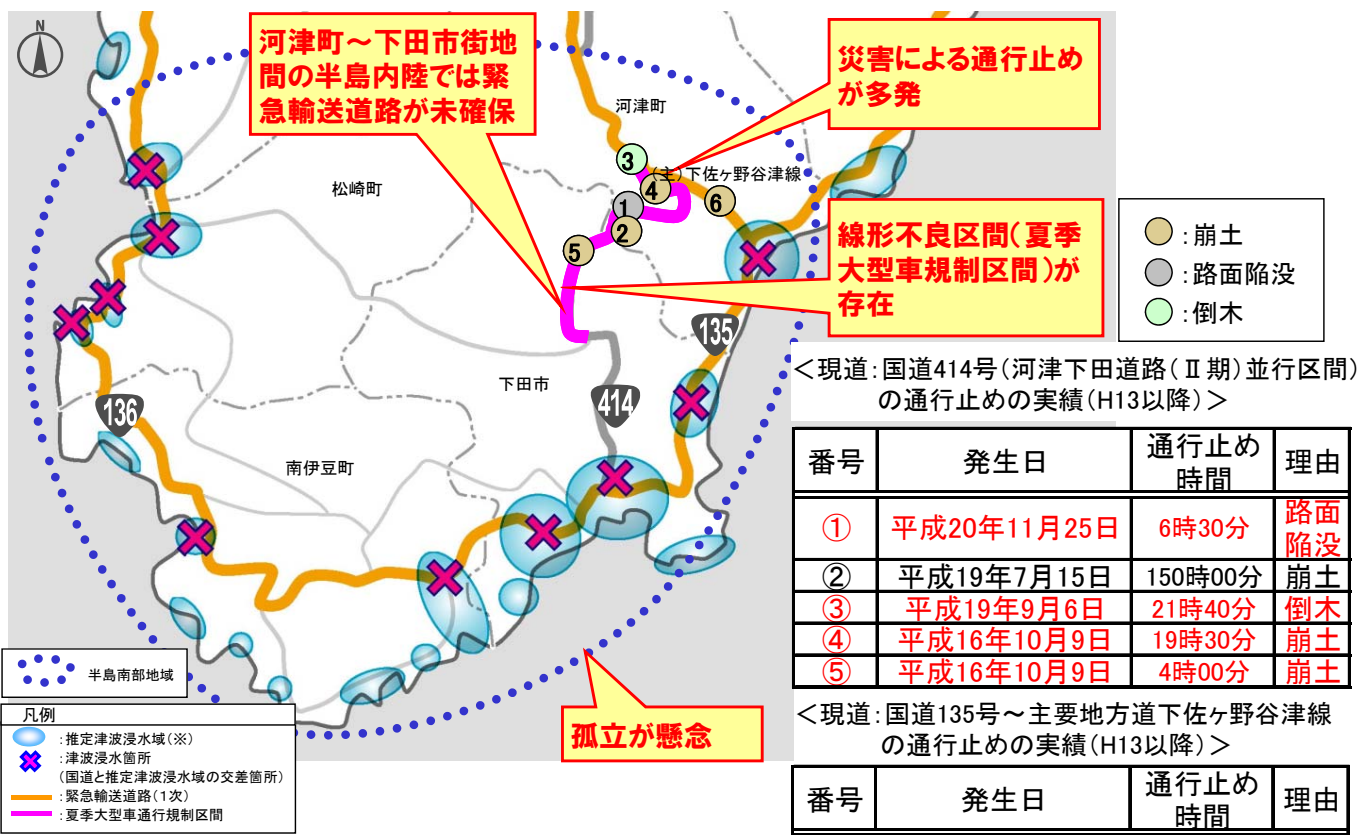 N
河津町～下田市街地
間の半島内陸では緊
急輸送道路が未確保
災害による通行止め
が多発
河津町
松崎町
(主)下佐ヶ野谷津線
3
4
1
6
2
5
線形不良区間(夏季
大型車規制区間)が
存在
:崩土
:路面陥没
:倒木
135
下田市
136
414
南伊豆町
半島南部地域
孤立が懸念
凡例
:推定津波浸水域(※)
:津波浸水箇所
(国道と推定津波浸水域の交差箇所)
:緊急輸送道路(1次)
:夏季大型車通行規制区間
＜現道:国道414号(河津下田道路(Ⅱ期)並行区間)
の通行止めの実績(H13以降)＞
番号 発生日 通行止め時間 理由
① 平成20年11月25日 6時30分 路面陥没
② 平成19年7月15日 150時00分 崩土
③ 平成19年9月6日 21時40分 倒木
④ 平成16年10月9日 19時30分 崩土
⑤ 平成16年10月9日 4時00分 崩土
＜現道:国道135号～主要地方道下佐ヶ野谷津線
の通行止めの実績(H13以降)＞
番号 発生日 通行止め時間 理由